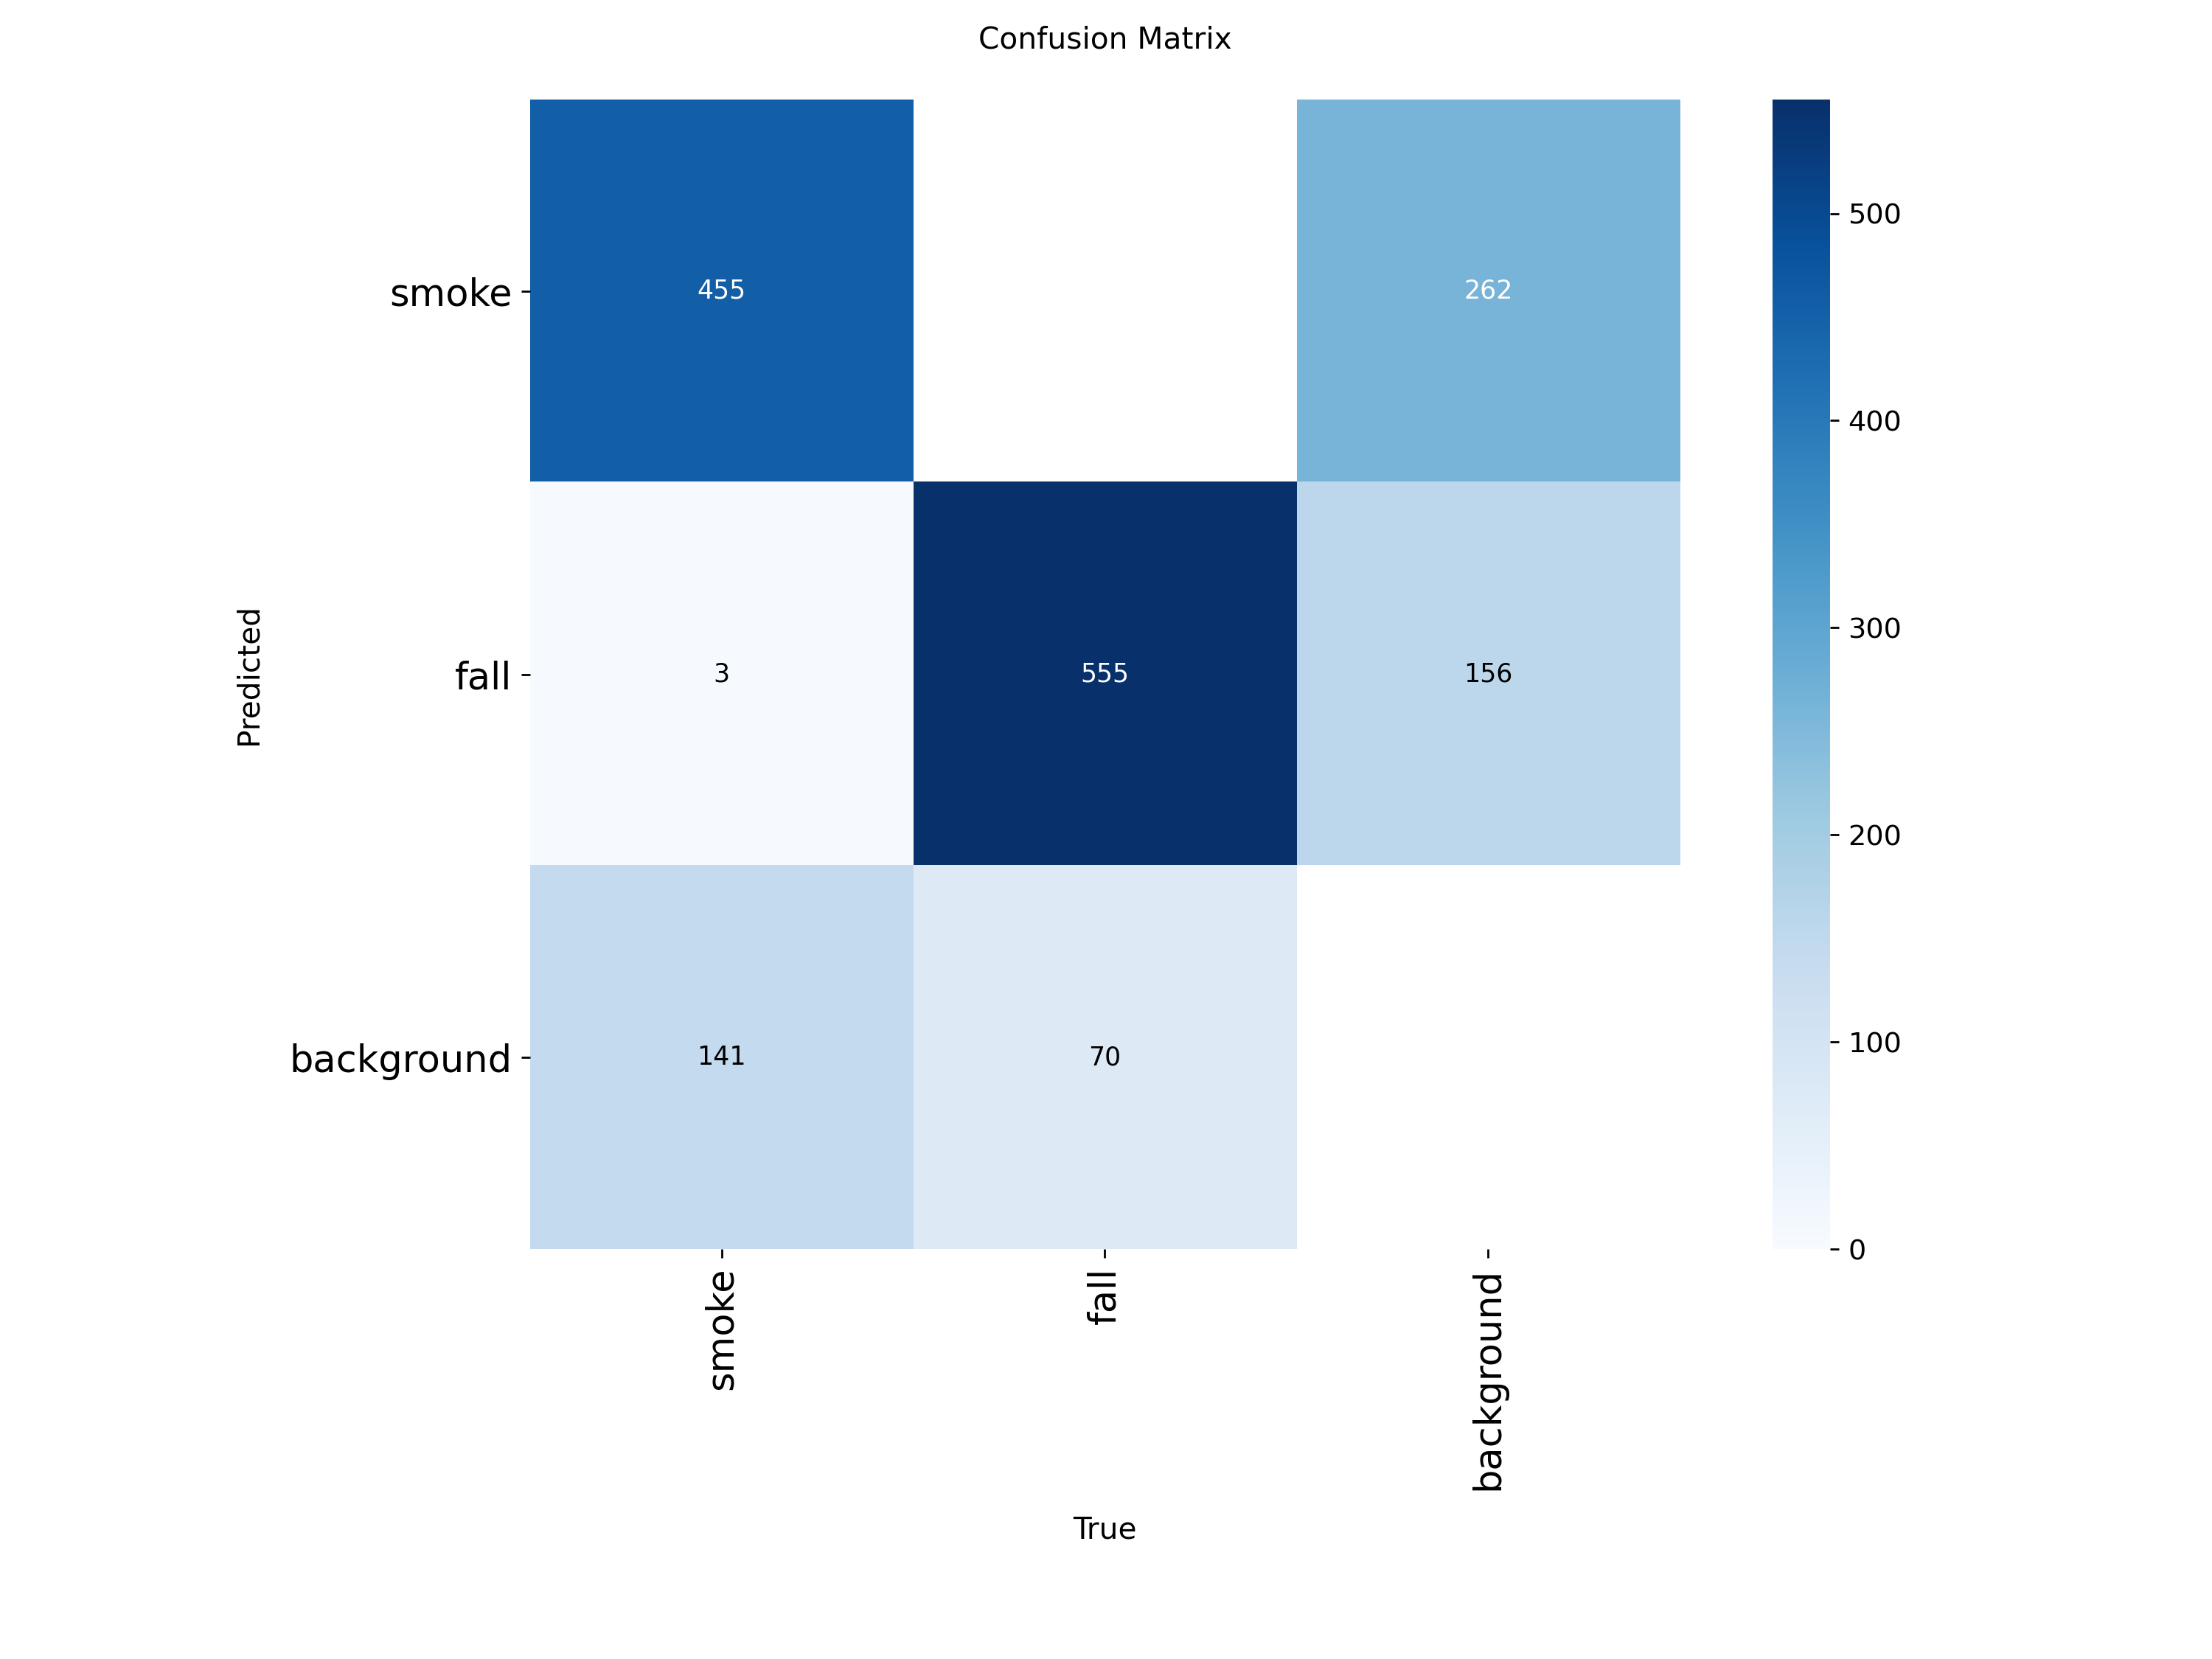 Confusion Matrix
smoke
455
262
500
400
300
200
100
0
Predicted
fall
3
555
156
background
141
70
smoke
fall
background
True